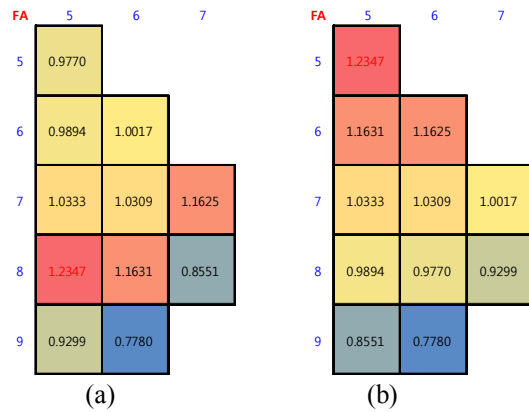 FA 5 6 7
5 0.9770
6 0.9894 1.0017
7 1.0333 1.0309 1.1625
8 1.2347 1.1631 0.8551
9 0.9299 0.7780
(a)
FA 5 6 7
5 1.2347
6 1.1631 1.1625
7 1.0333 1.0309 1.0017
8 0.9894 0.9770 0.9299
9 0.8551 0.7780
(b)